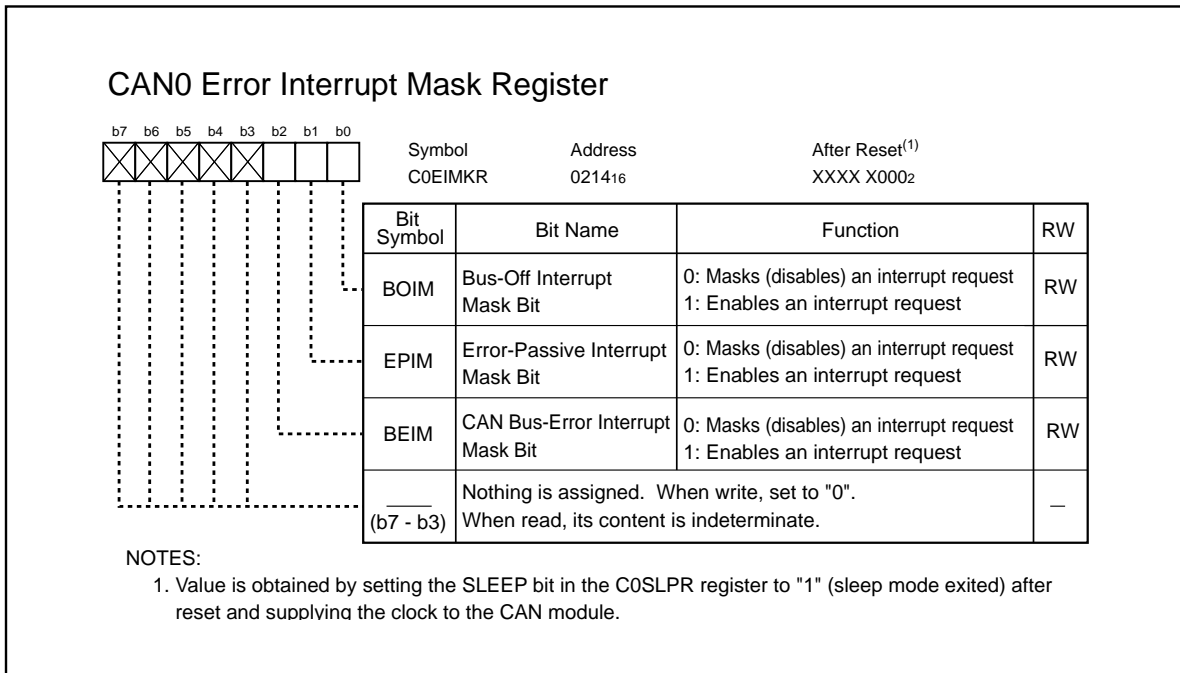 CAN0 Error Interrupt Mask Register
b7 b6 b5 b4 b3 b2 b1 b0
Symbol Address After Reset(1)
C0EIMKR 021416 XXXX X0002
Bit Symbol Bit Name Function RW
BOIM Bus-Off Interrupt Mask Bit 0: Masks (disables) an interrupt request RW
1: Enables an interrupt request
EPIM Error-Passive Interrupt Mask Bit 0: Masks (disables) an interrupt request RW
1: Enables an interrupt request
BEIM CAN Bus-Error Interrupt Mask Bit 0: Masks (disables) an interrupt request RW
1: Enables an interrupt request
(b7 - b3) Nothing is assigned. When write, set to "0". –
When read, its content is indeterminate.
NOTES:
1. Value is obtained by setting the SLEEP bit in the C0SLPR register to "1" (sleep mode exited) after
reset and supplying the clock to the CAN module.